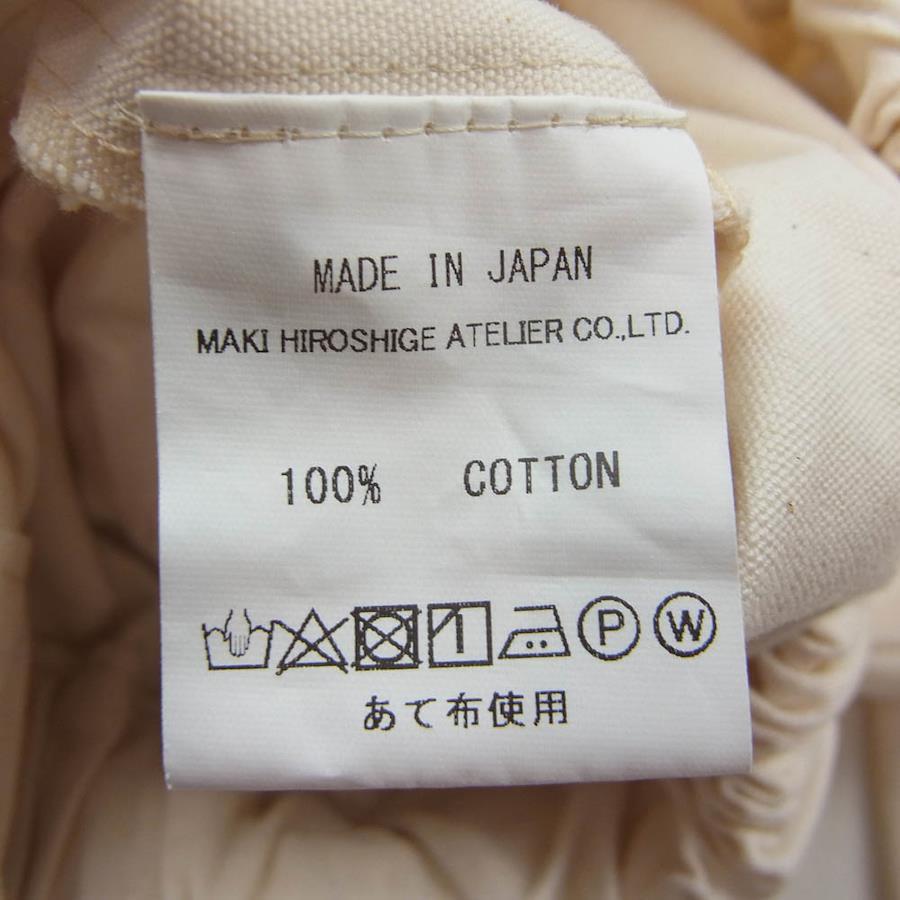 MADE IN JAPAN
MAKI HIROSHIGE ATELIER CO.,LTD.
100% COTTON
P W
あて布使用